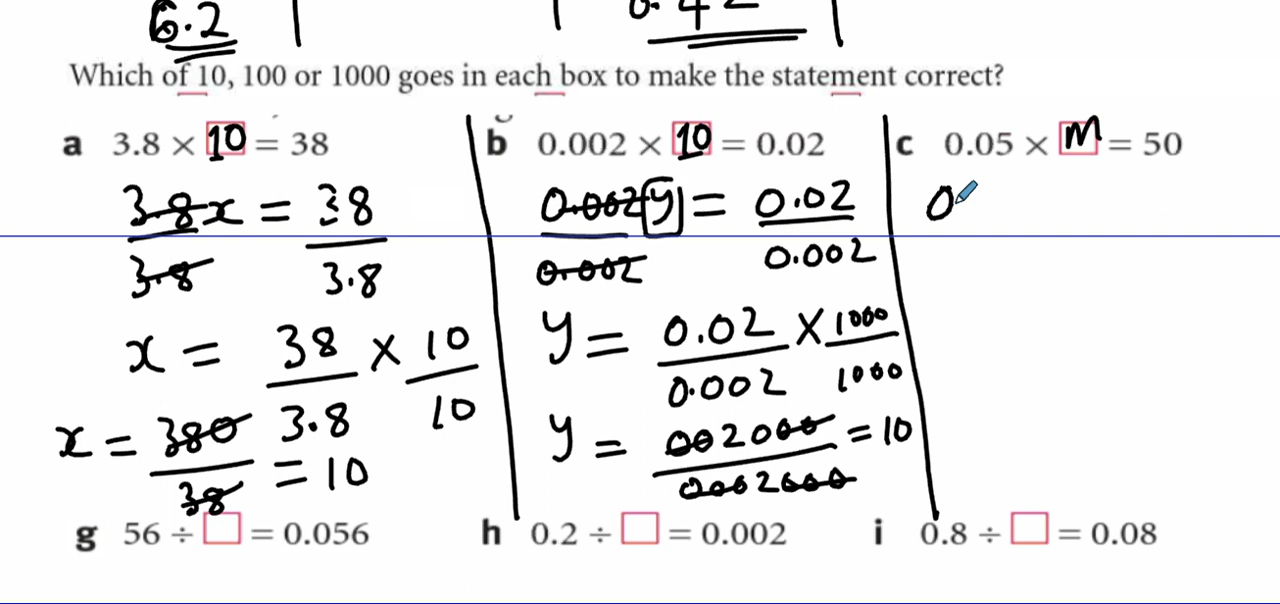 6.2
0.42
Which of 10, 100 or 1000 goes in each box to make the statement correct?
a 3.8 × 10 = 38
b 0.002 × 10 = 0.02
c 0.05 × m = 50
3.8x = 38
3.8 3.8
x = 38 × 10
3.8 10
x = 380 = 10
38
0.002(y) = 0.02
0.002 0.002
y = 0.02 × 1000
0.002 1000
y = 002000 = 10
0
g 56 ÷ □ = 0.056
h 0.2 ÷ □ = 0.002
i 0.8 ÷ □ = 0.08